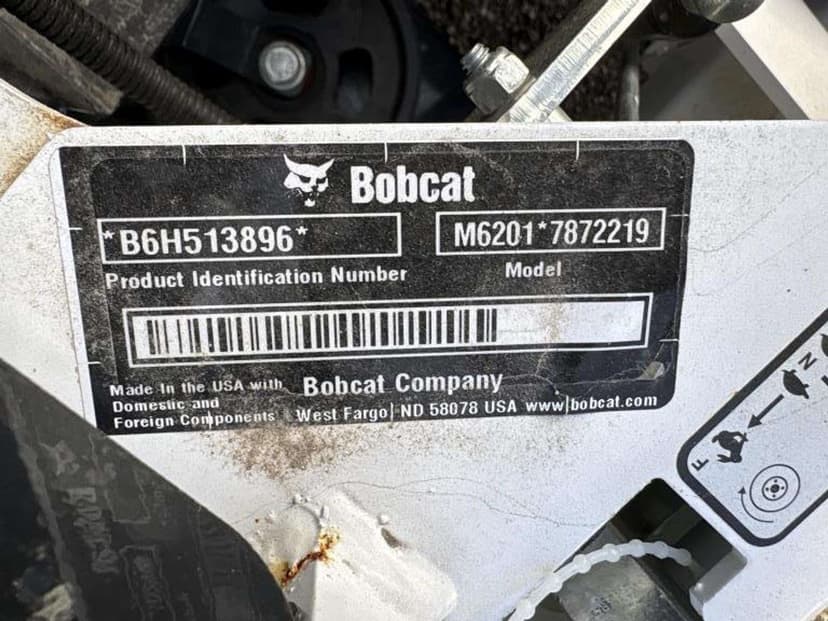 Bobcat
*B6H513896*
M6201*7872219
Product Identification Number
Model
Made In the USA with
Domestic and
Foreign Components
Bobcat Company
West Fargo, ND 58078 USA www.bobcat.com
N
F